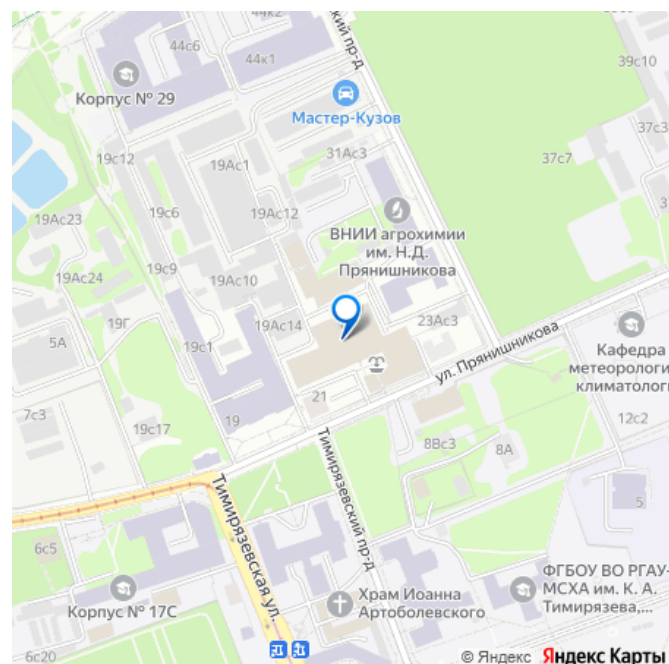 44к2
39с10
44с6
44к1
Тимирязевский пр-д
Корпус № 29
Мастер-Кузов
37с3
19с12
19Ас1
31Ас3
37с7
19с6
19Ас12
19Ас23
ВНИИ агрохимии
им. Н.Д.
Прянишникова
19с9
19Ас24
19Ас10
19Г
19Ас14
23Ас3
ул. Прянишникова
5А
19с1
Кафедра
21
7с3
19
12с2
19с17
8Вс3
8А
Тимирязевский пр-д
Тимирязевская ул.
5
6с5
ФГБОУ ВО РГАУ-
МСХА им. К. А.
Тимирязева,...
Корпус № 17С
Храм Иоанна
Артоболевского
6с20
© Яндекс Яндекс Карты